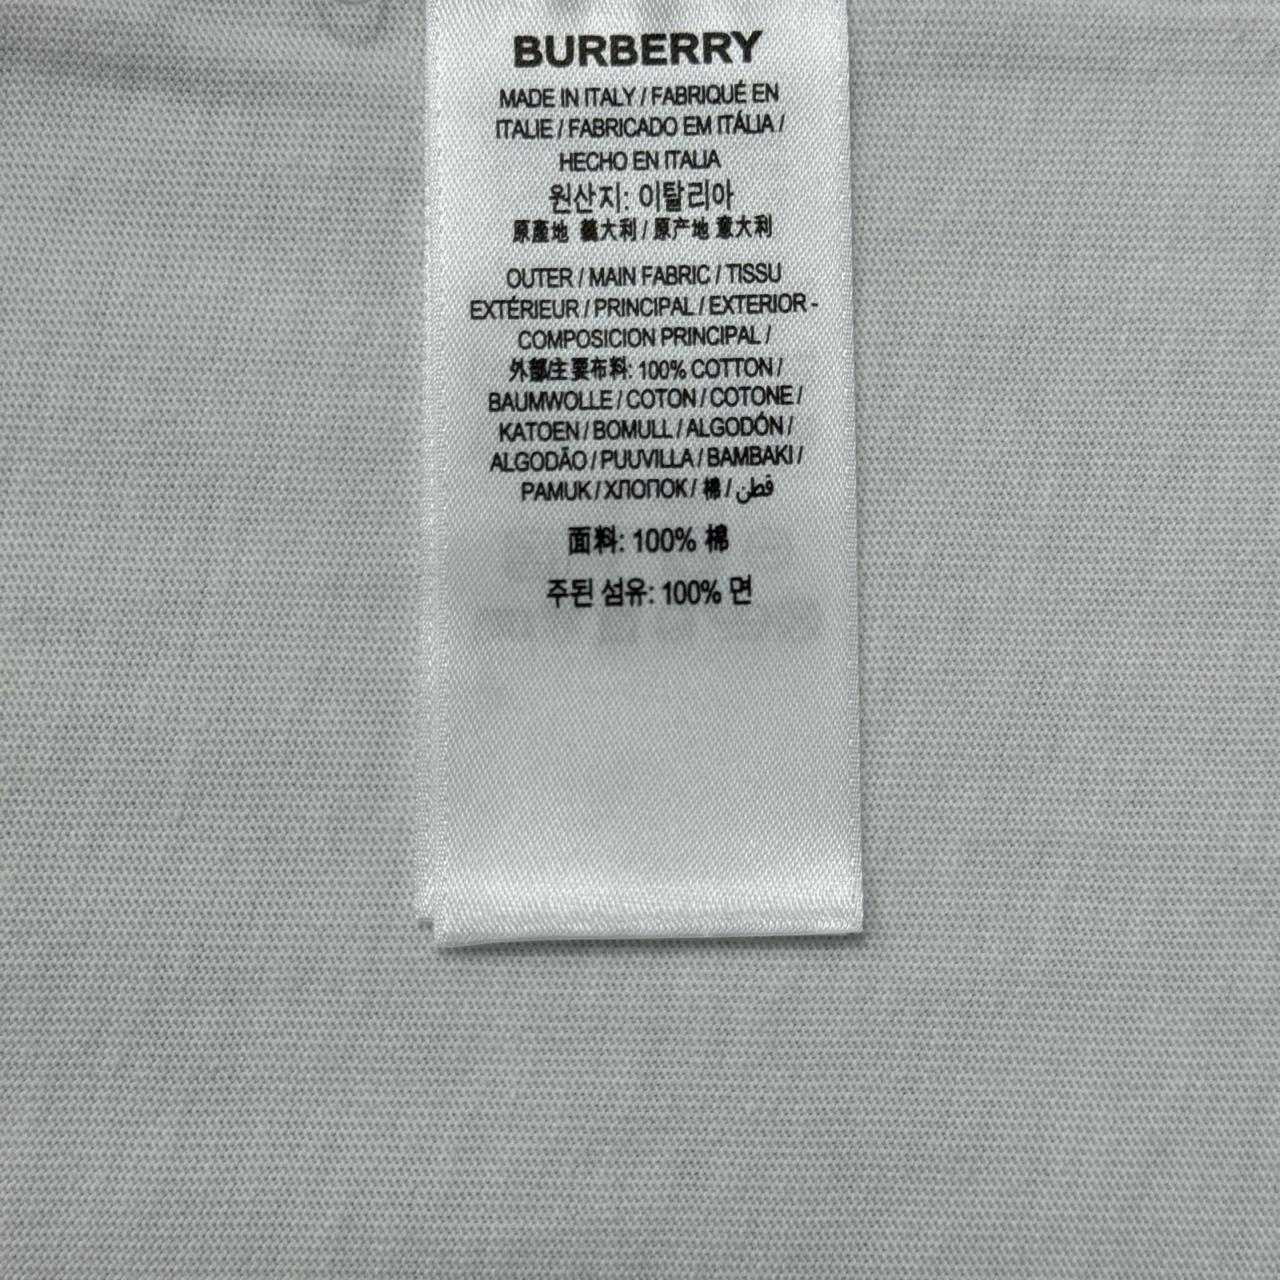 BURBERRY
MADE IN ITALY / FABRIQUÉ EN
ITALIE / FABRICADO EM ITÁLIA /
HECHO EN ITALIA
원산지: 이탈리아
原產地 義大利 / 原产地 意大利
OUTER / MAIN FABRIC / TISSU
EXTÉRIEUR / PRINCIPAL / EXTERIOR -
COMPOSICION PRINCIPAL /
外部/主要布料: 100% COTTON /
BAUMWOLLE / COTON / COTONE /
KATOEN / BOMULL / ALGODÓN /
ALGODÃO / PUUVILLA / BAMBAKI /
PAMUK / ХЛОПОК / 棉 / قطن
面料: 100% 棉
주된 섬유: 100% 면